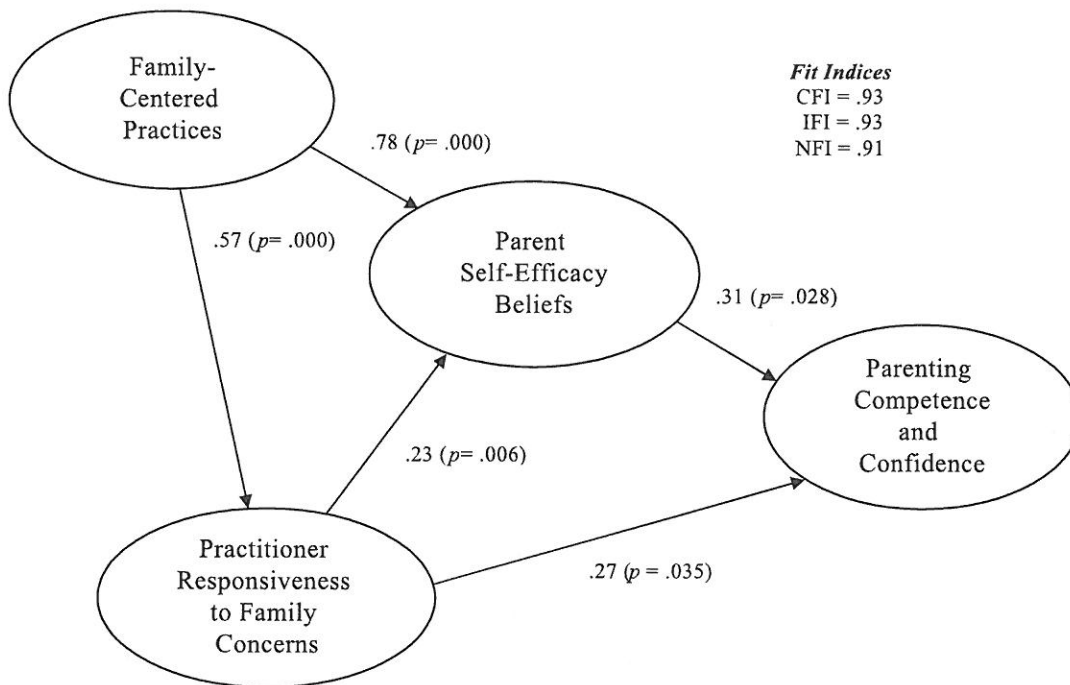 Family-
Centered
Practices
Fit Indices
CFI = .93
IFI = .93
NFI = .91
.78 (p= .000)
.57 (p= .000)
Parent
Self-Efficacy
Beliefs
.31 (p= .028)
Parenting
Competence
and
Confidence
.23 (p= .006)
Practitioner
Responsiveness
to Family
Concerns
.27 (p = .035)